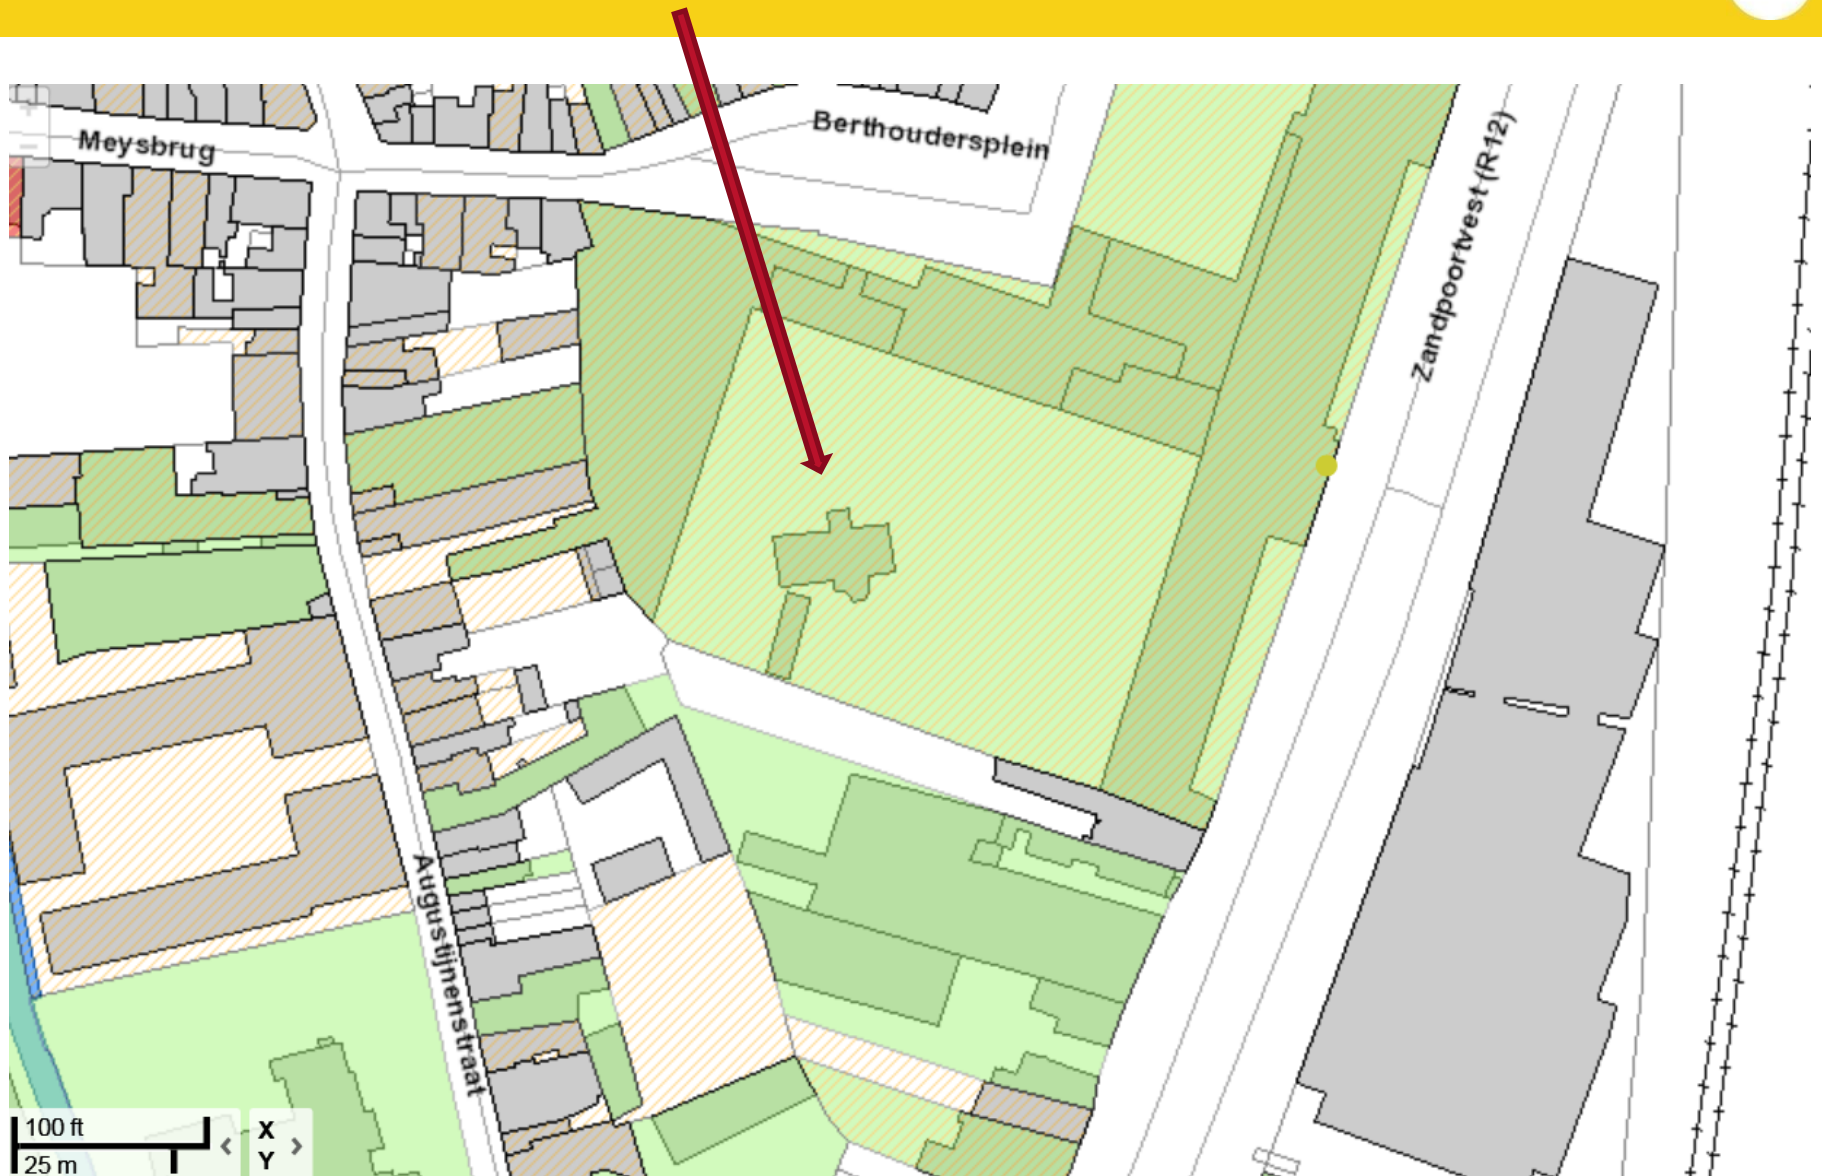 Meysbrug
Berthoudersplein
Zandpoortvest (R12)
Augustijnenstraat
100 ft
25 m
X
Y